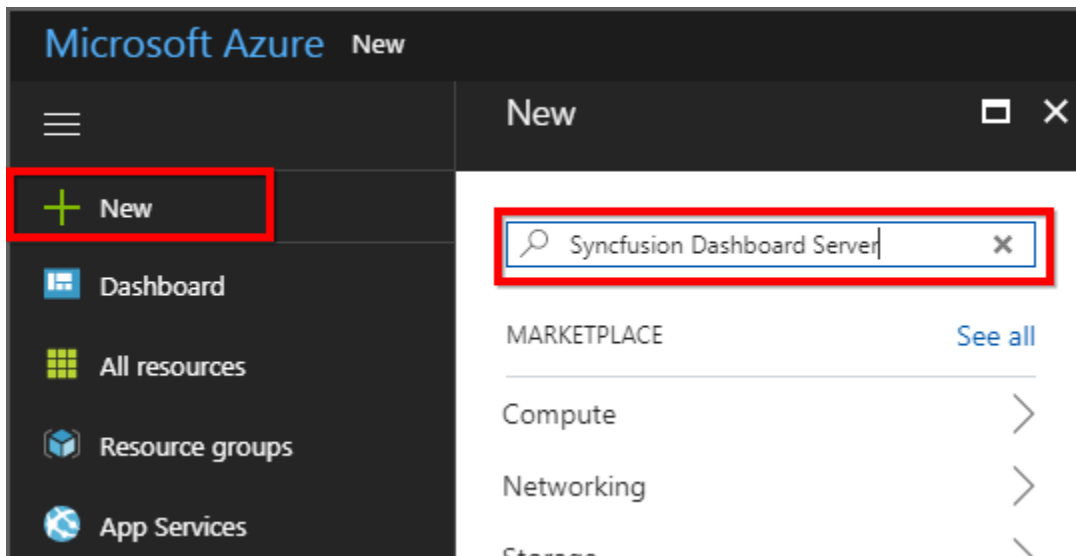 Microsoft Azure New
New
New
Dashboard
All resources
Resource groups
App Services
Syncfusion Dashboard Server
MARKETPLACE See all
Compute
Networking
Storage